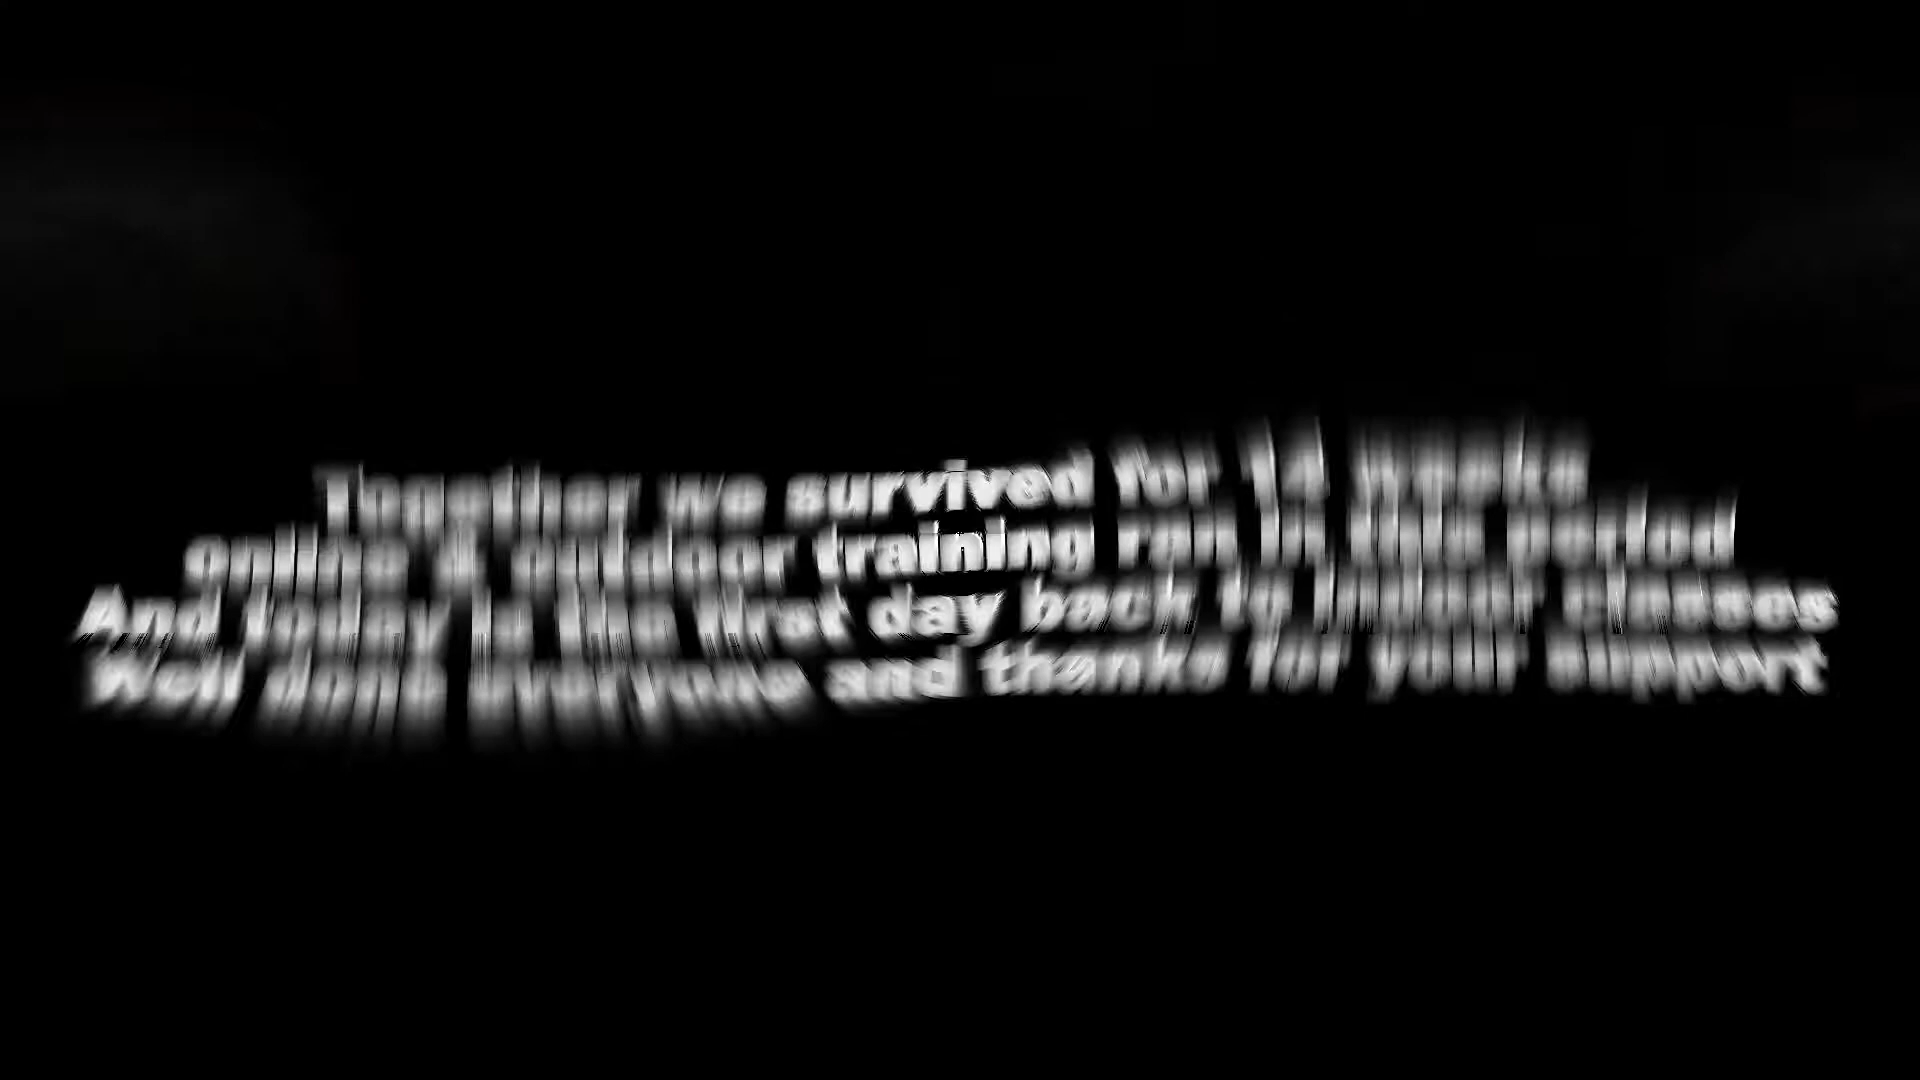 Together we survived for 14 weeks
online & outdoor training ran in this period
And today is the first day back to indoor classes
Well done everyone and thanks for your support